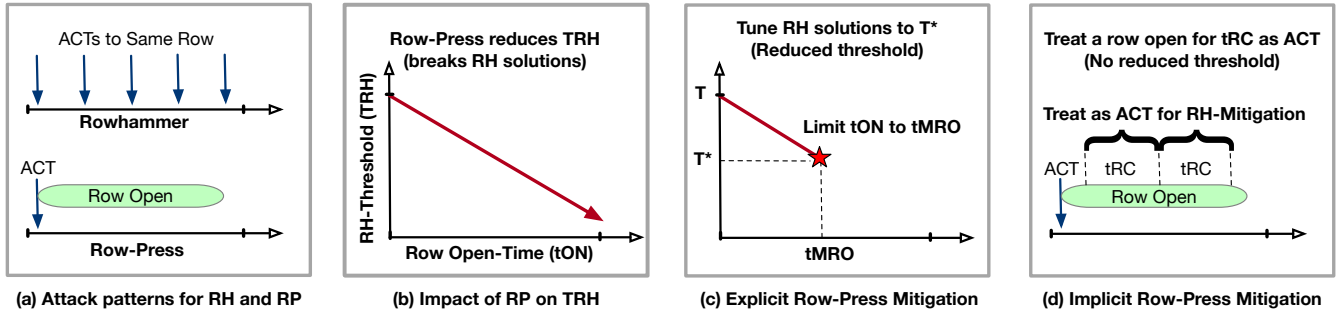 ACTs to Same Row
Rowhammer
ACT
Row Open
Row-Press
(a) Attack patterns for RH and RP
Row-Press reduces TRH
(breaks RH solutions)
RH-Threshold (TRH)
Row Open-Time (tON)
(b) Impact of RP on TRH
Tune RH solutions to T*
(Reduced threshold)
T
Limit tON to tMRO
T*
tMRO
(c) Explicit Row-Press Mitigation
Treat a row open for tRC as ACT
(No reduced threshold)
Treat as ACT for RH-Mitigation
ACT
tRC
tRC
Row Open
(d) Implicit Row-Press Mitigation